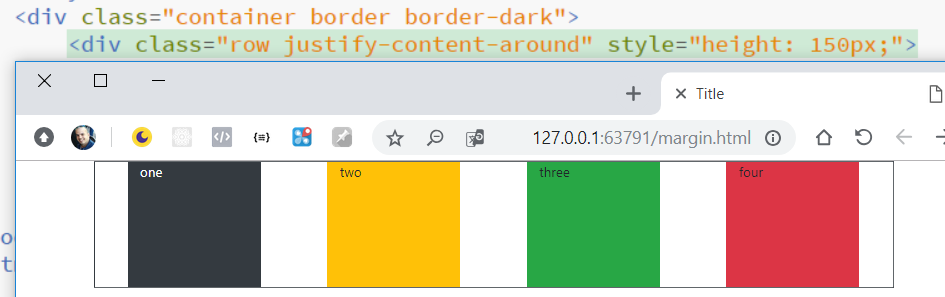 <div class="container border border-dark">
<div class="row justify-content-around" style="height: 150px;">
Title
127.0.0.1:63791/margin.html
one two three four